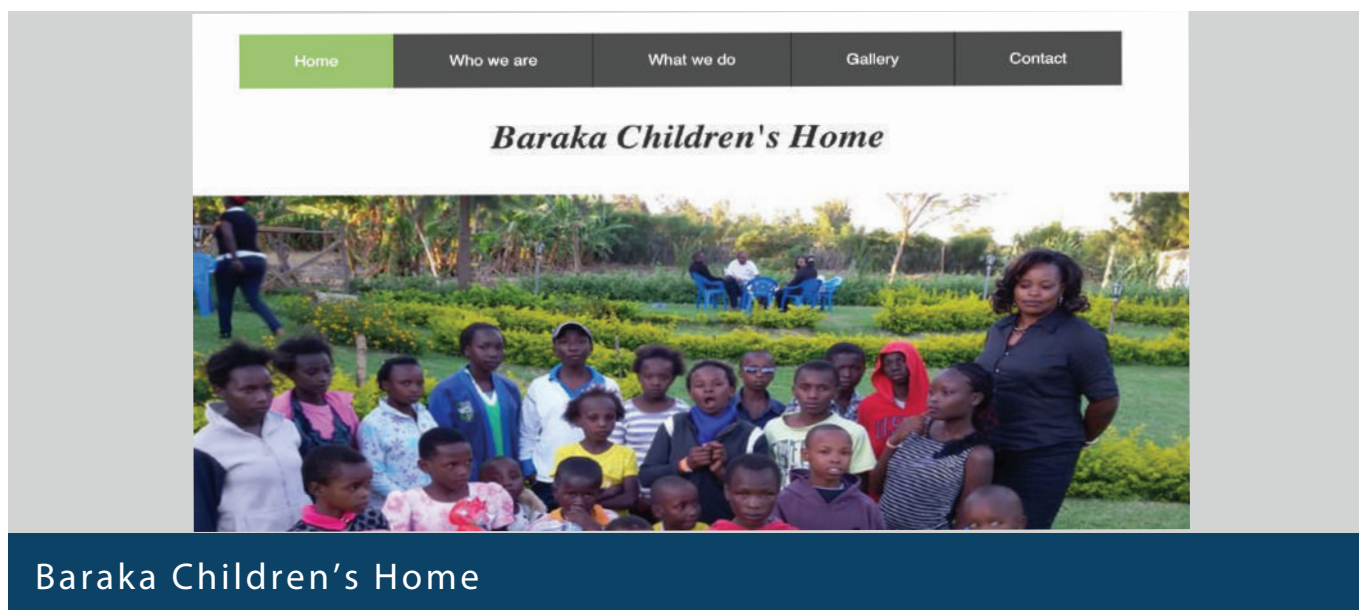 Home
Who we are
What we do
Gallery
Contact
Baraka Children's Home
Baraka Children’s Home